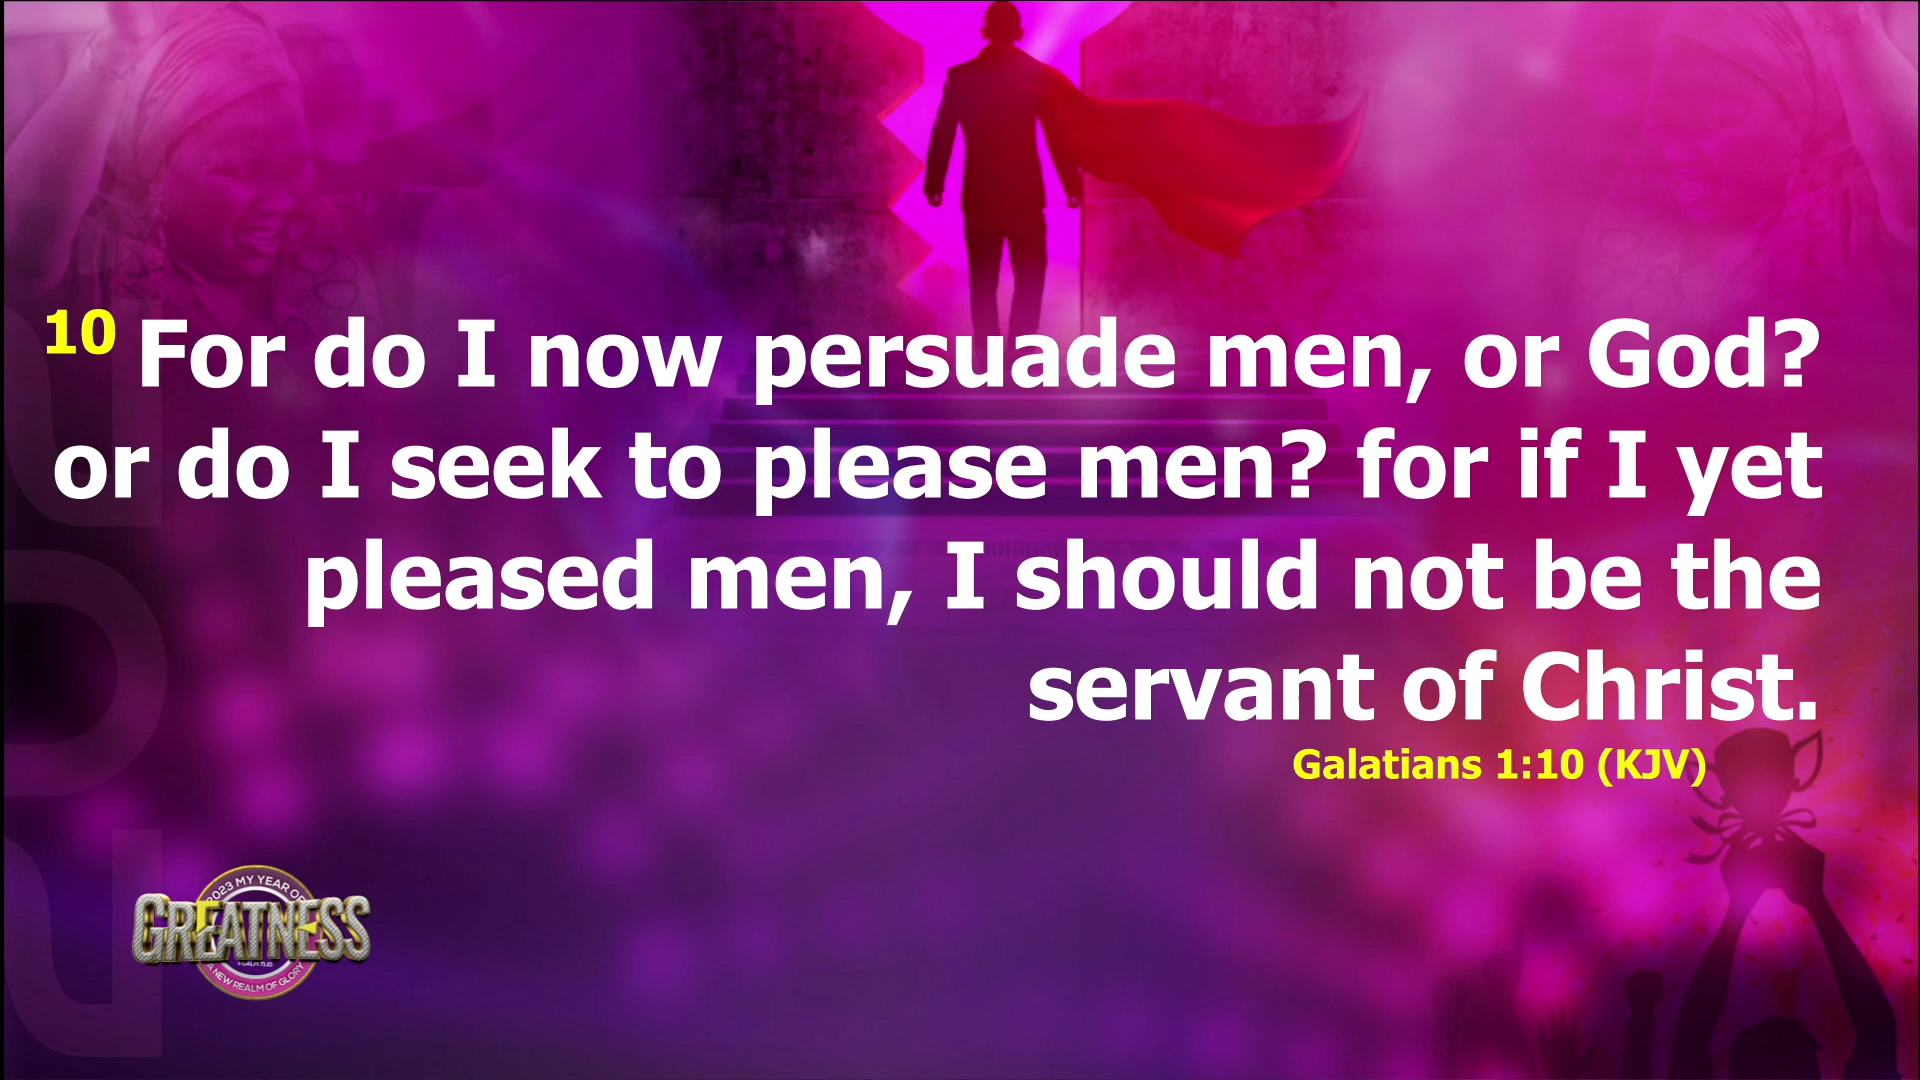 10 For do I now persuade men, or God?
or do I seek to please men? for if I yet
pleased men, I should not be the
servant of Christ.
Galatians 1:10 (KJV)
2023 MY YEAR OF
GREATNESS
A NEW REALM OF GLORY